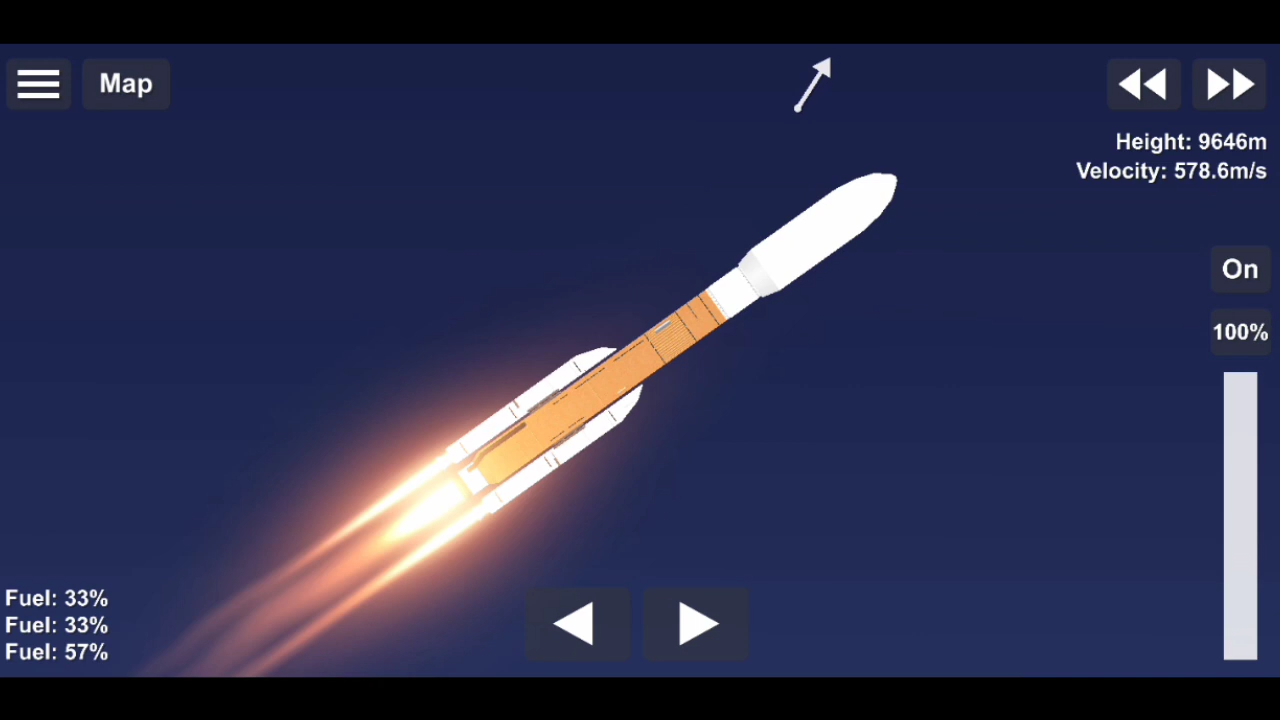 Map
Height: 9646m
Velocity: 578.6m/s
On
100%
Fuel: 33%
Fuel: 33%
Fuel: 57%